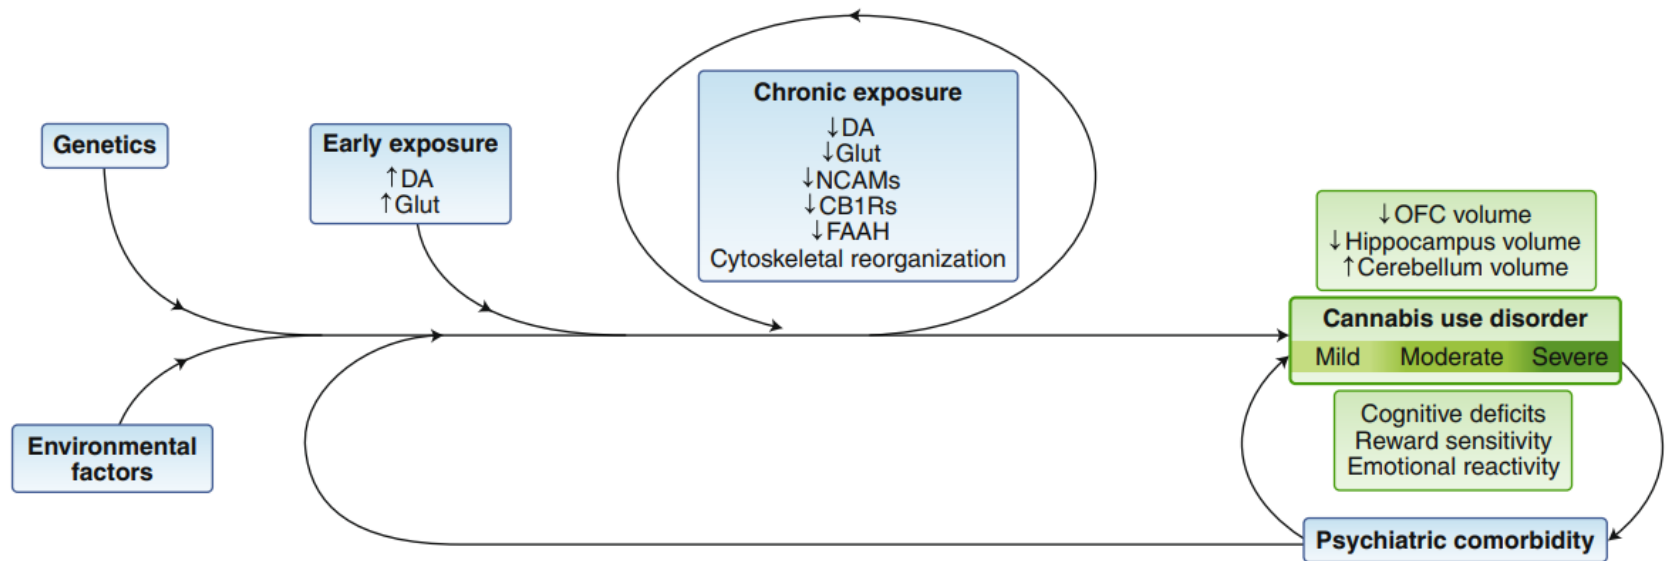 Genetics
Early exposure
↑DA
↑Glut
Chronic exposure
↓DA
↓Glut
↓NCAMs
↓CB1Rs
↓FAAH
Cytoskeletal reorganization
Environmental
factors
↓OFC volume
↓Hippocampus volume
↑Cerebellum volume
Cannabis use disorder
Mild Moderate Severe
Cognitive deficits
Reward sensitivity
Emotional reactivity
Psychiatric comorbidity